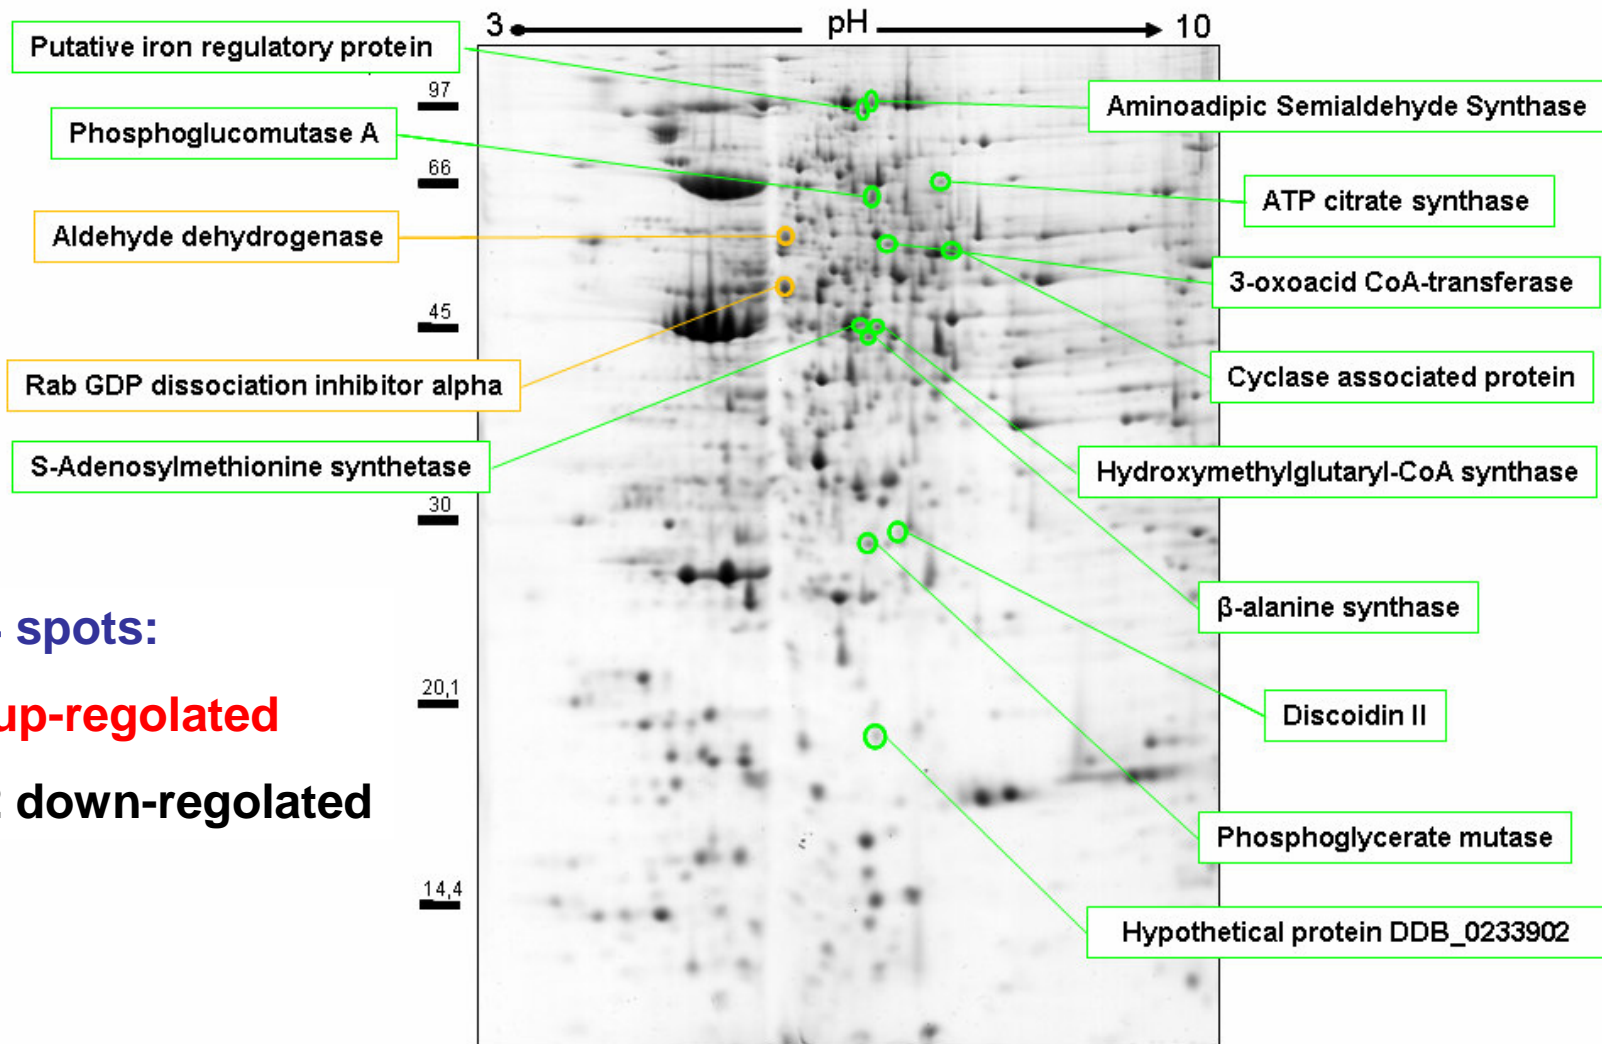 3 pH 10
Putative iron regulatory protein
97
Aminoadipic Semialdehyde Synthase
Phosphoglucomutase A
66
ATP citrate synthase
Aldehyde dehydrogenase
3-oxoacid CoA-transferase
45
Rab GDP dissociation inhibitor alpha
Cyclase associated protein
S-Adenosylmethionine synthetase
Hydroxymethylglutaryl-CoA synthase
30
β-alanine synthase
spots:
20,1
up-regolated
Discoidin II
down-regolated
Phosphoglycerate mutase
14,4
Hypothetical protein DDB_0233902